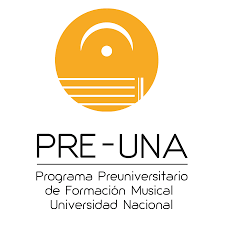 PRE-UNA
Programa Preuniversitario
de Formación Musical
Universidad Nacional